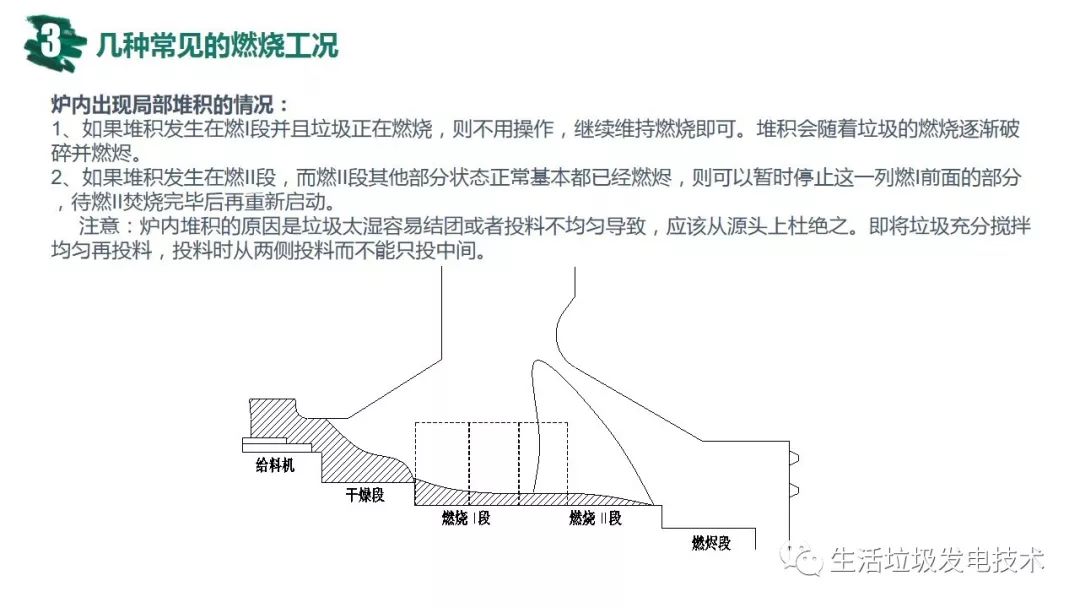 3 几种常见的燃烧工况
炉内出现局部堆积的情况：
1、如果堆积发生在燃I段并且垃圾正在燃烧，则不用操作，继续维持燃烧即可。堆积会随着垃圾的燃烧逐渐破
碎并燃烬。
2、如果堆积发生在燃II段，而燃II段其他部分状态正常基本都已经燃烬，则可以暂时停止这一列燃I前面的部分
，待燃II焚烧完毕后再重新启动。
注意：炉内堆积的原因是垃圾太湿容易结团或者投料不均匀导致，应该从源头上杜绝之。即将垃圾充分搅拌
均匀再投料，投料时从两侧投料而不能只投中间。
给料机
干燥段
燃烧I段
燃烧II段
燃烬段
生活垃圾发电技术